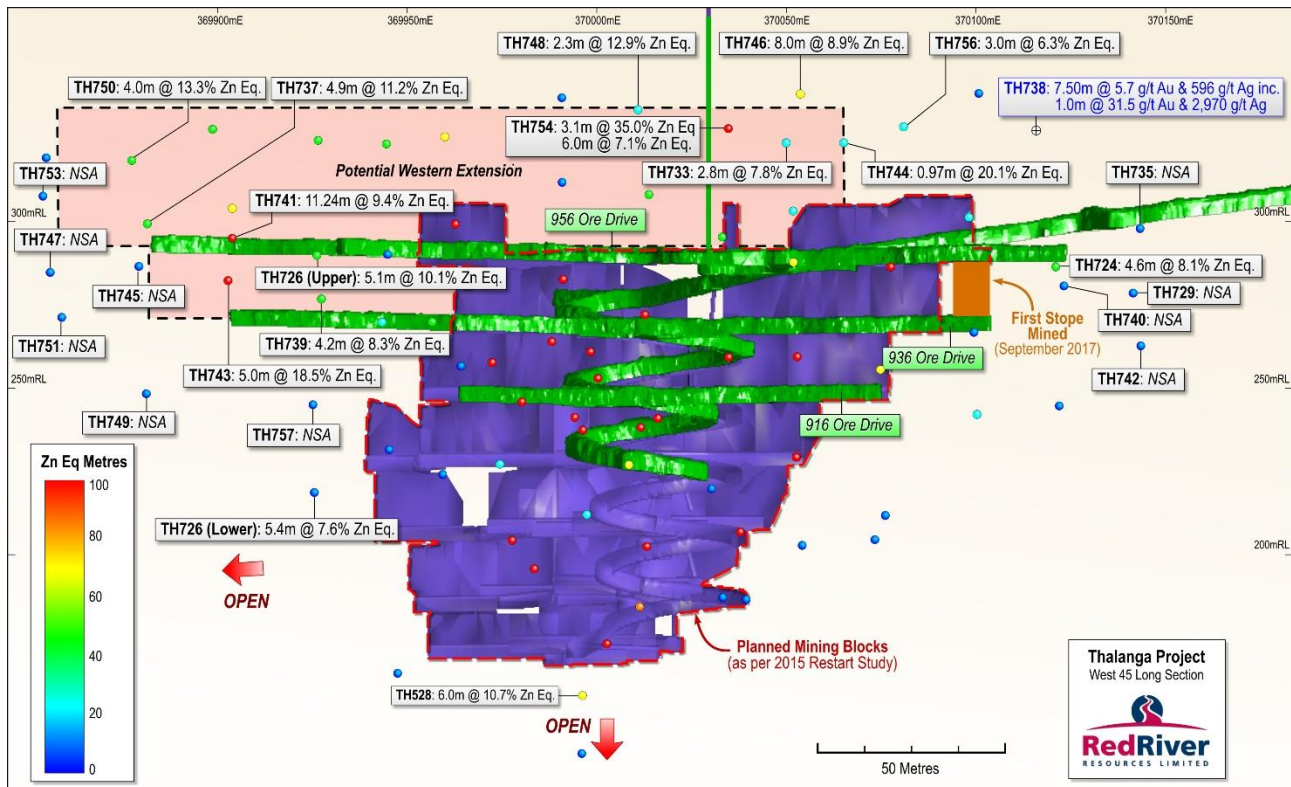 369900mE
369950mE
370000mE
370050mE
370100mE
370150mE
TH748: 2.3m @ 12.9% Zn Eq.
TH746: 8.0m @ 8.9% Zn Eq.
TH756: 3.0m @ 6.3% Zn Eq.
TH750: 4.0m @ 13.3% Zn Eq.
TH737: 4.9m @ 11.2% Zn Eq.
TH738: 7.50m @ 5.7 g/t Au & 596 g/t Ag inc.
1.0m @ 31.5 g/t Au & 2,970 g/t Ag
TH754: 3.1m @ 35.0% Zn Eq
6.0m @ 7.1% Zn Eq.
TH753: NSA
Potential Western Extension
TH733: 2.8m @ 7.8% Zn Eq.
TH744: 0.97m @ 20.1% Zn Eq.
TH735: NSA
TH741: 11.24m @ 9.4% Zn Eq.
300mRL
956 Ore Drive
300mRL
TH747: NSA
TH726 (Upper): 5.1m @ 10.1% Zn Eq.
TH724: 4.6m @ 8.1% Zn Eq.
TH745: NSA
TH729: NSA
First Stope
Mined
(September 2017)
TH740: NSA
TH751: NSA
TH739: 4.2m @ 8.3% Zn Eq.
936 Ore Drive
TH743: 5.0m @ 18.5% Zn Eq.
TH742: NSA
250mRL
250mRL
TH749: NSA
TH757: NSA
916 Ore Drive
Zn Eq Metres
100
80
60
40
20
0
TH726 (Lower): 5.4m @ 7.6% Zn Eq.
200mRL
OPEN
Planned Mining Blocks
(as per 2015 Restart Study)
TH528: 6.0m @ 10.7% Zn Eq.
OPEN
50 Metres
Thalanga Project
West 45 Long Section
RedRiver
RESOURCES LIMITED